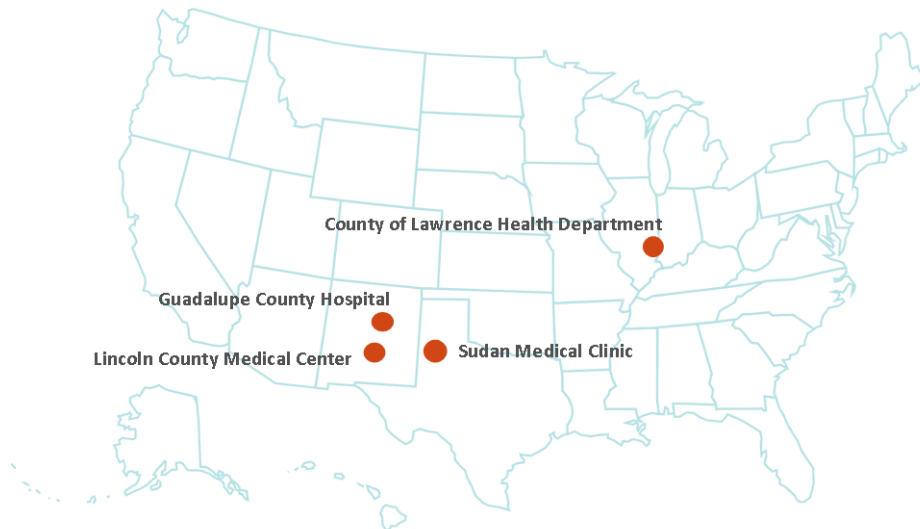 County of Lawrence Health Department
Guadalupe County Hospital
Lincoln County Medical Center
Sudan Medical Clinic